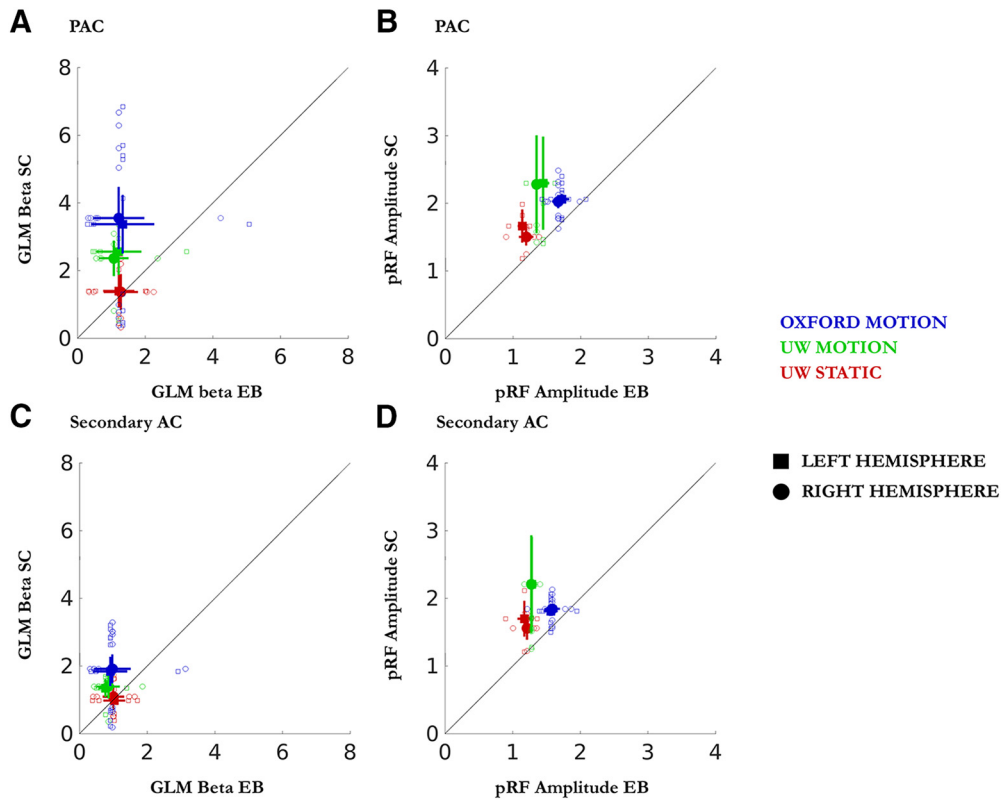 A PAC
8
6
4
2
0
0 2 4 6 8
GLM Beta SC
GLM beta EB
B PAC
4
3
2
1
0
0 1 2 3 4
pRF Amplitude SC
pRF Amplitude EB
OXFORD MOTION
UW MOTION
UW STATIC
C Secondary AC
8
6
4
2
0
0 2 4 6 8
GLM Beta SC
GLM Beta EB
D Secondary AC
4
3
2
1
0
0 1 2 3 4
pRF Amplitude SC
pRF Amplitude EB
LEFT HEMISPHERE
RIGHT HEMISPHERE